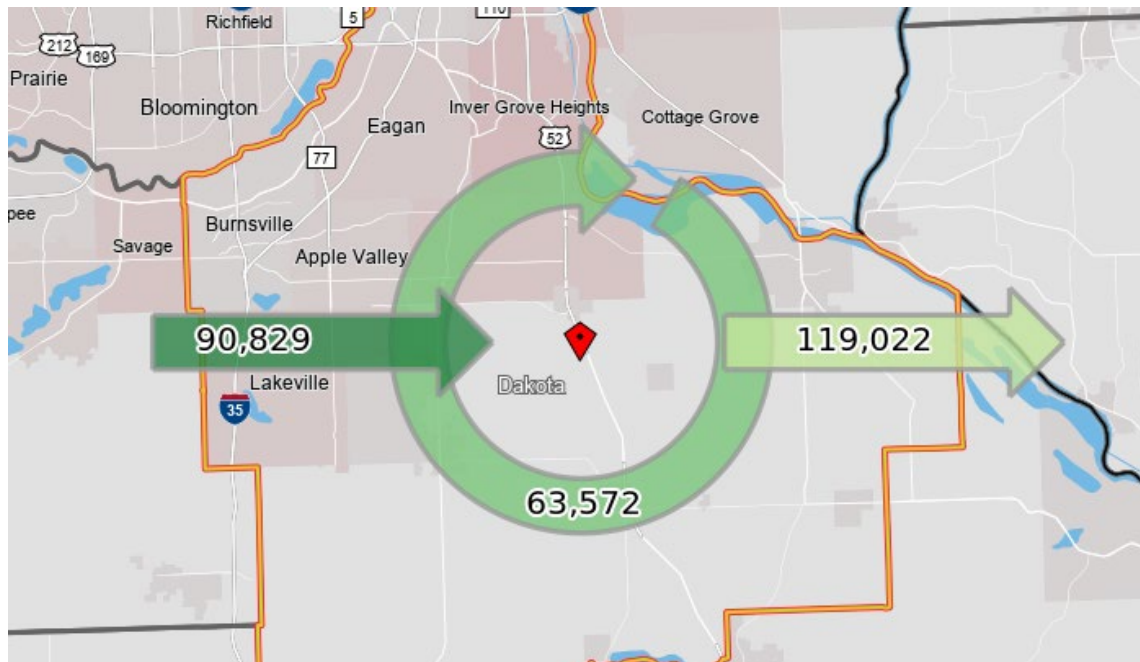 Richfield
5
110
212
169
Prairie
Bloomington
Inver Grove Heights
Cottage Grove
Eagan
52
77
pee
Burnsville
Savage
Apple Valley
90,829
119,022
Lakeville
Dakota
35
63,572